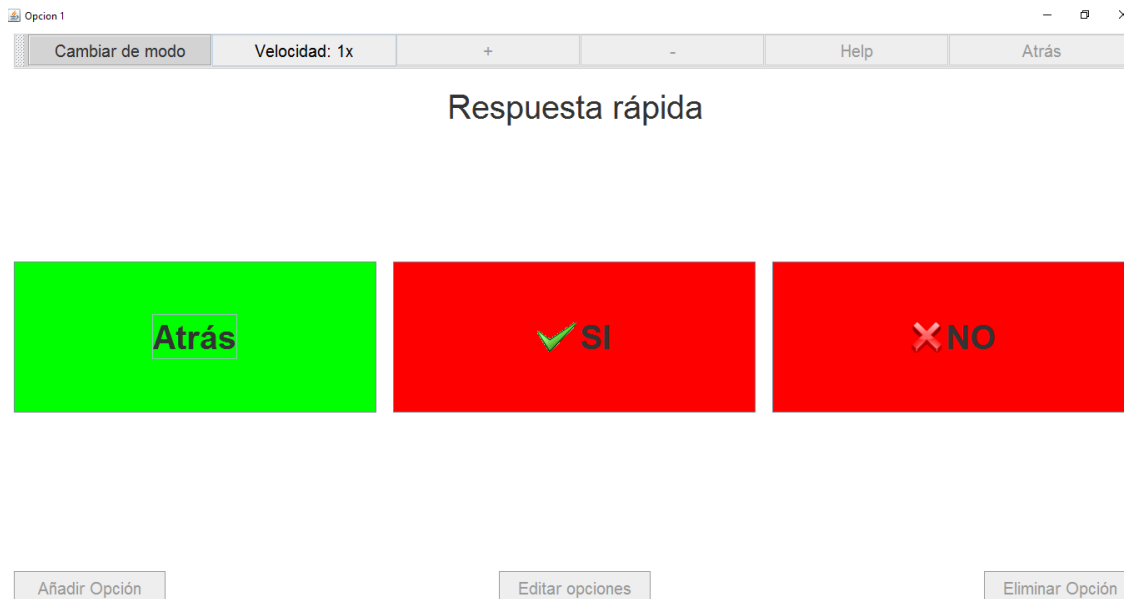 Opcion 1
Cambiar de modo Velocidad: 1x + - Help Atrás
Respuesta rápida
Atrás SI NO
Añadir Opción Editar opciones Eliminar Opción